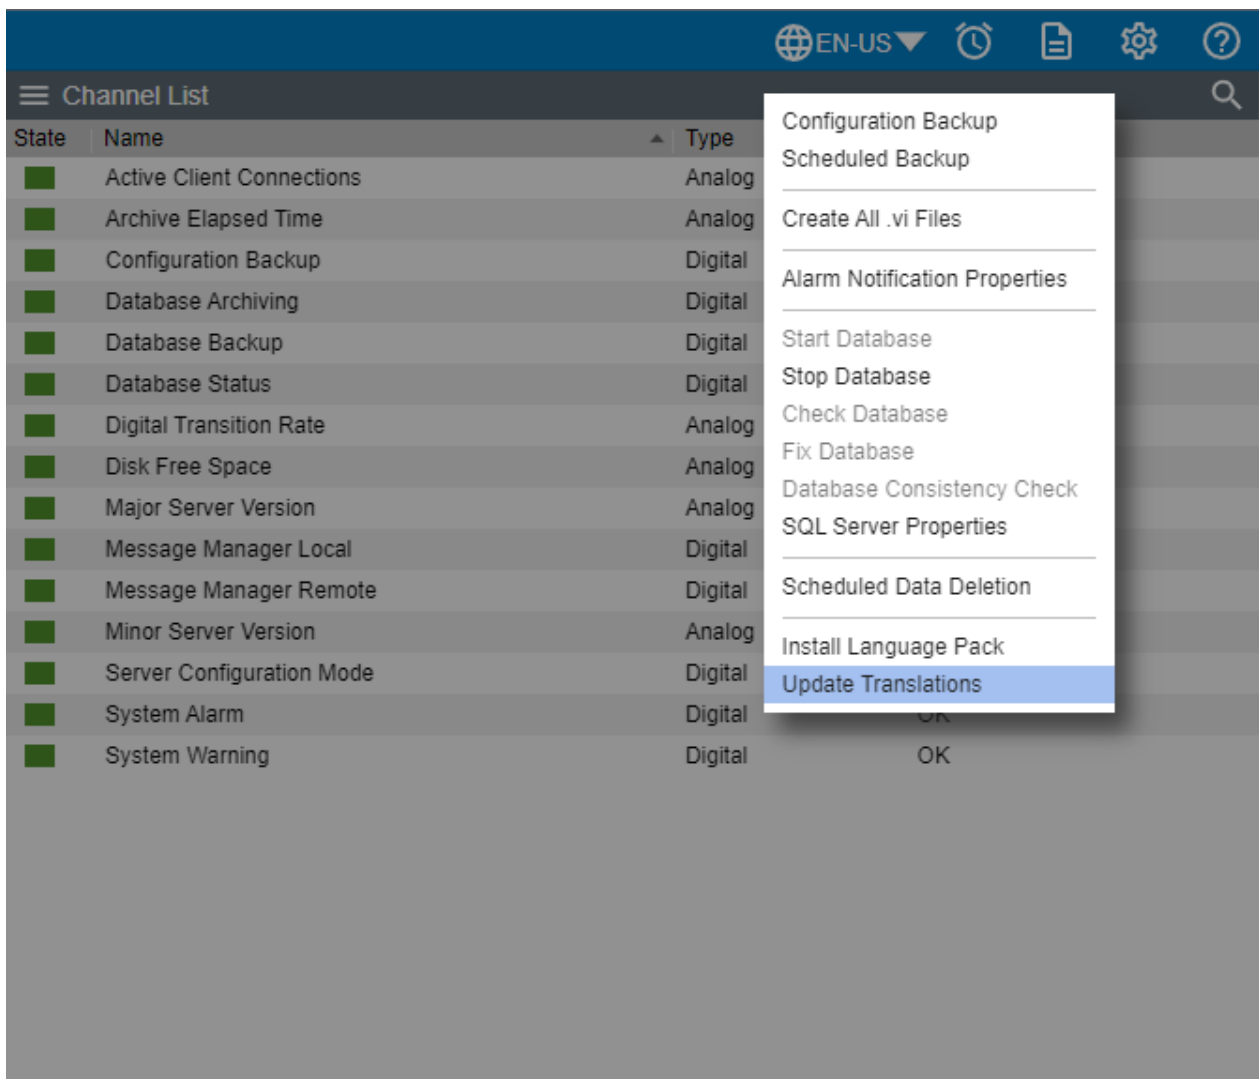 EN-US
Channel List
State Name Type
Active Client Connections Analog
Archive Elapsed Time Analog
Configuration Backup Digital
Database Archiving Digital
Database Backup Digital
Database Status Digital
Digital Transition Rate Analog
Disk Free Space Analog
Major Server Version Analog
Message Manager Local Digital
Message Manager Remote Digital
Minor Server Version Analog
Server Configuration Mode Digital
System Alarm Digital OK
System Warning Digital OK
Configuration Backup
Scheduled Backup
Create All .vi Files
Alarm Notification Properties
Start Database
Stop Database
Check Database
Fix Database
Database Consistency Check
SQL Server Properties
Scheduled Data Deletion
Install Language Pack
Update Translations